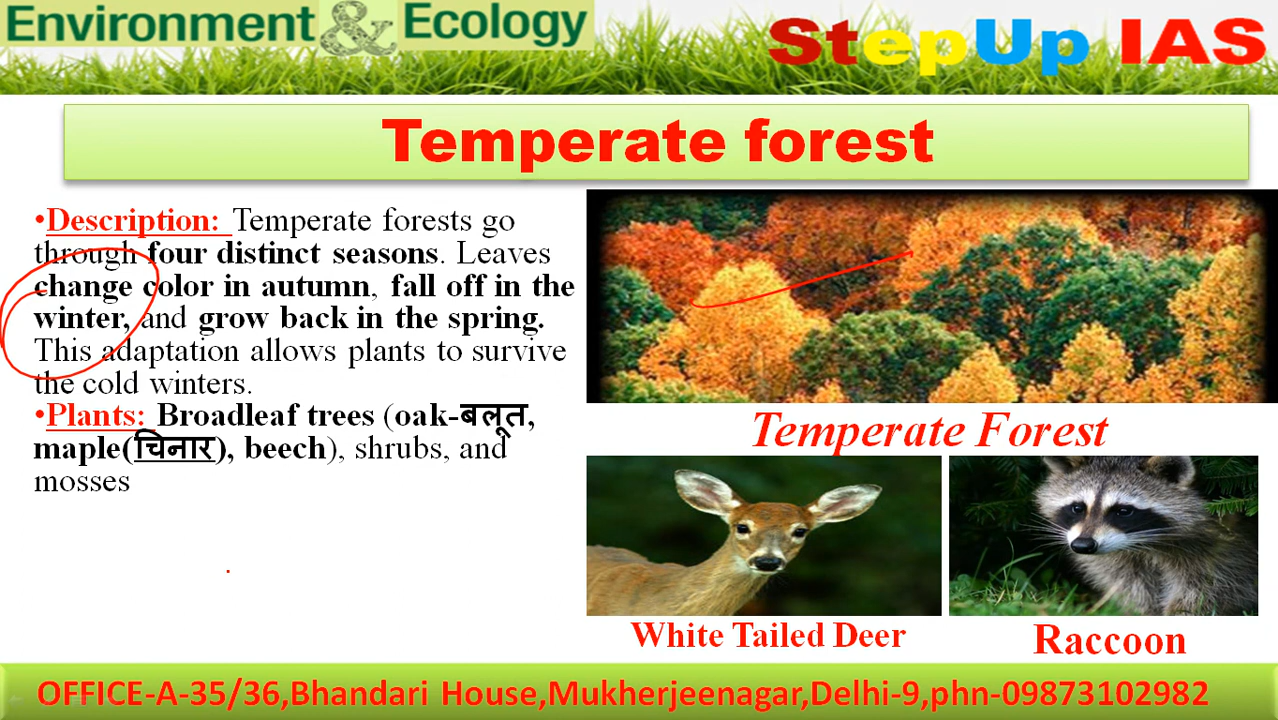 Environment & Ecology
StepUp IAS
Temperate forest
•Description: Temperate forests go
through four distinct seasons. Leaves
change color in autumn, fall off in the
winter, and grow back in the spring.
This adaptation allows plants to survive
the cold winters.
•Plants: Broadleaf trees (oak-बलूत,
maple(चिनार), beech), shrubs, and
mosses
Temperate Forest
White Tailed Deer
Raccoon
OFFICE-A-35/36,Bhandari House,Mukherjeenagar,Delhi-9,phn-09873102982